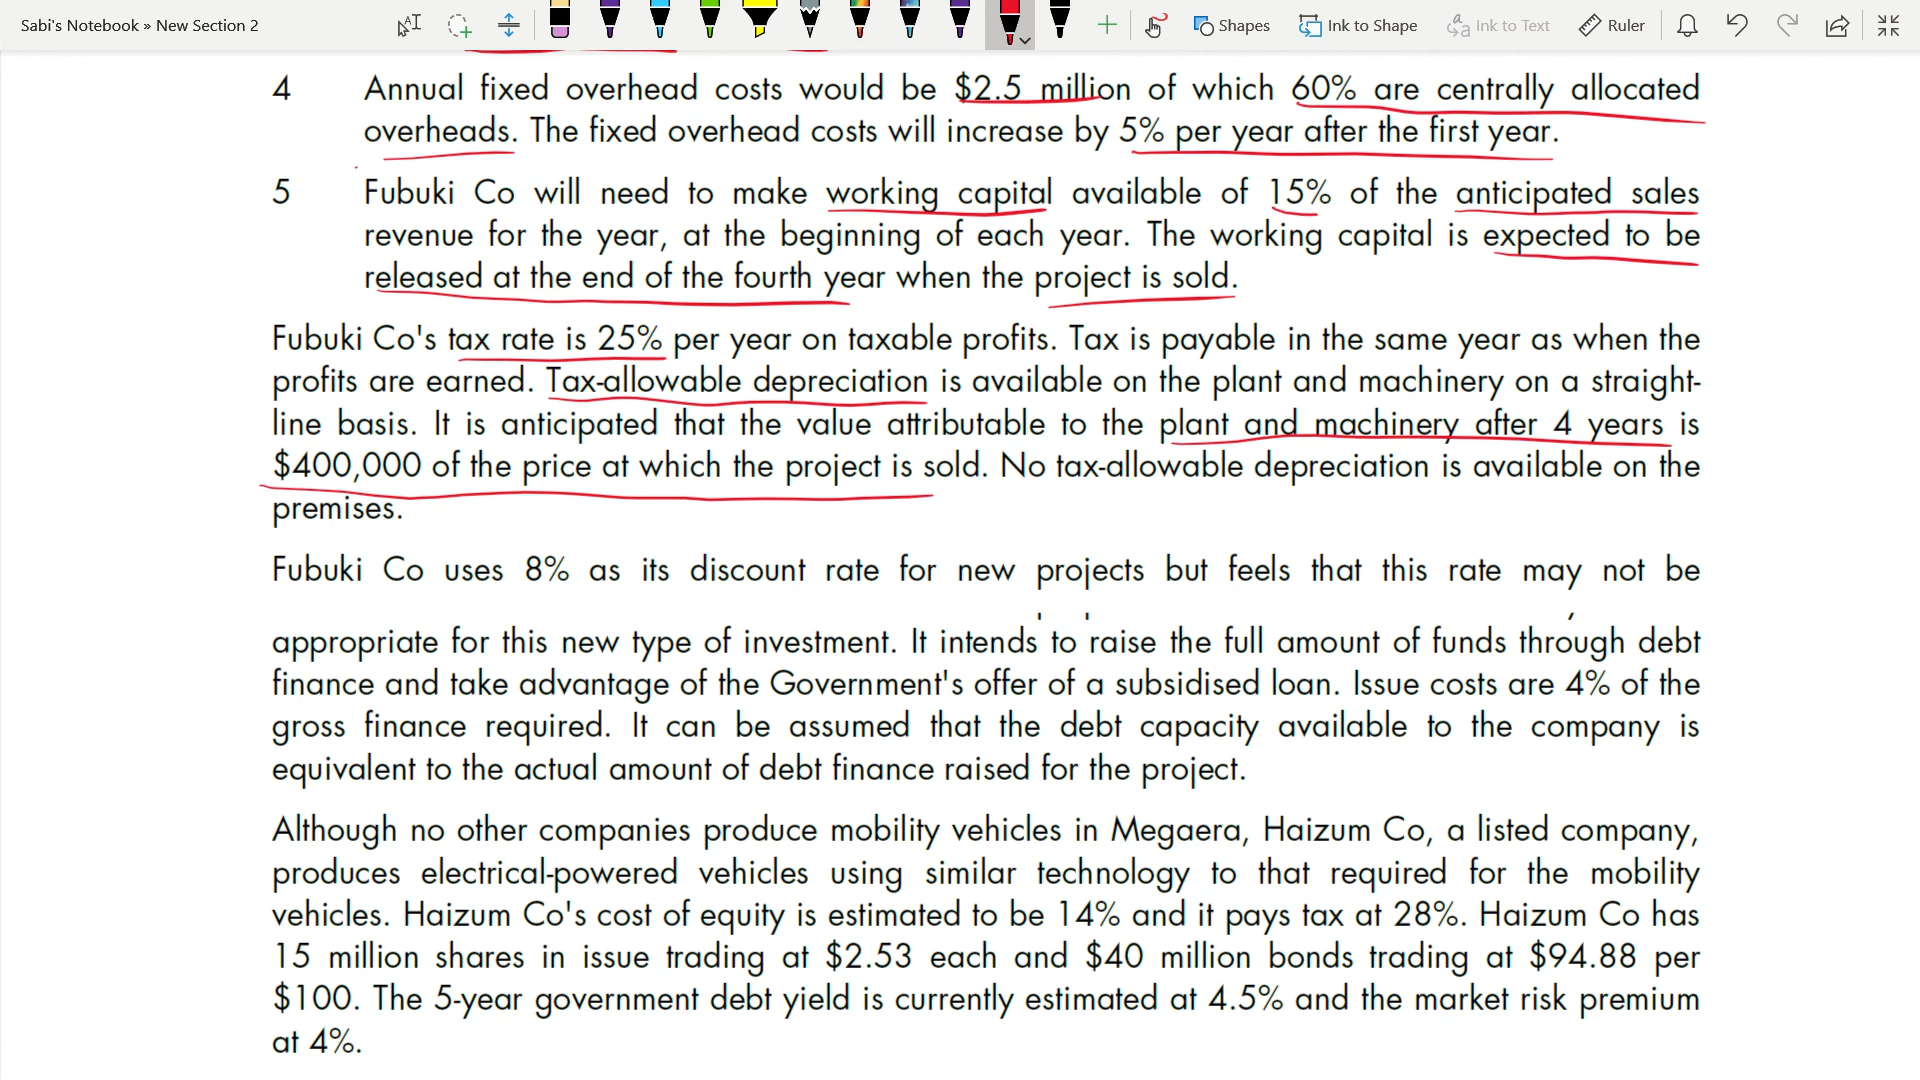 Sabi's Notebook » New Section 2
Shapes
Ink to Shape
Ink to Text
Ruler
4 Annual fixed overhead costs would be $2.5 million of which 60% are centrally allocated
overheads. The fixed overhead costs will increase by 5% per year after the first year.
5 Fubuki Co will need to make working capital available of 15% of the anticipated sales
revenue for the year, at the beginning of each year. The working capital is expected to be
released at the end of the fourth year when the project is sold.
Fubuki Co's tax rate is 25% per year on taxable profits. Tax is payable in the same year as when the
profits are earned. Tax-allowable depreciation is available on the plant and machinery on a straight-
line basis. It is anticipated that the value attributable to the plant and machinery after 4 years is
$400,000 of the price at which the project is sold. No tax-allowable depreciation is available on the
premises.
Fubuki Co uses 8% as its discount rate for new projects but feels that this rate may not be
appropriate for this new type of investment. It intends to raise the full amount of funds through debt
finance and take advantage of the Government's offer of a subsidised loan. Issue costs are 4% of the
gross finance required. It can be assumed that the debt capacity available to the company is
equivalent to the actual amount of debt finance raised for the project.
Although no other companies produce mobility vehicles in Megaera, Haizum Co, a listed company,
produces electrical-powered vehicles using similar technology to that required for the mobility
vehicles. Haizum Co's cost of equity is estimated to be 14% and it pays tax at 28%. Haizum Co has
15 million shares in issue trading at $2.53 each and $40 million bonds trading at $94.88 per
$100. The 5-year government debt yield is currently estimated at 4.5% and the market risk premium
at 4%.